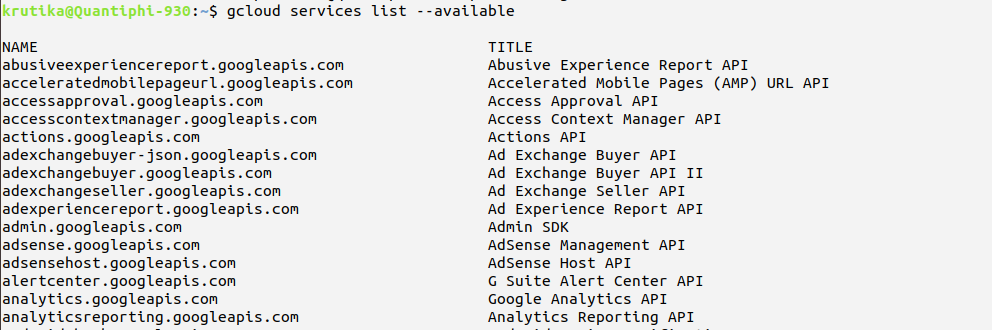 krutika@Quantiphi-930:~$ gcloud services list --available
NAME TITLE
abusiveexperiencereport.googleapis.com Abusive Experience Report API
acceleratedmobilepageurl.googleapis.com Accelerated Mobile Pages (AMP) URL API
accessapproval.googleapis.com Access Approval API
accesscontextmanager.googleapis.com Access Context Manager API
actions.googleapis.com Actions API
adexchangebuyer-json.googleapis.com Ad Exchange Buyer API
adexchangebuyer.googleapis.com Ad Exchange Buyer API II
adexchangeseller.googleapis.com Ad Exchange Seller API
adexperiencereport.googleapis.com Ad Experience Report API
admin.googleapis.com Admin SDK
adsense.googleapis.com AdSense Management API
adsensehost.googleapis.com AdSense Host API
alertcenter.googleapis.com G Suite Alert Center API
analytics.googleapis.com Google Analytics API
analyticsreporting.googleapis.com Analytics Reporting API